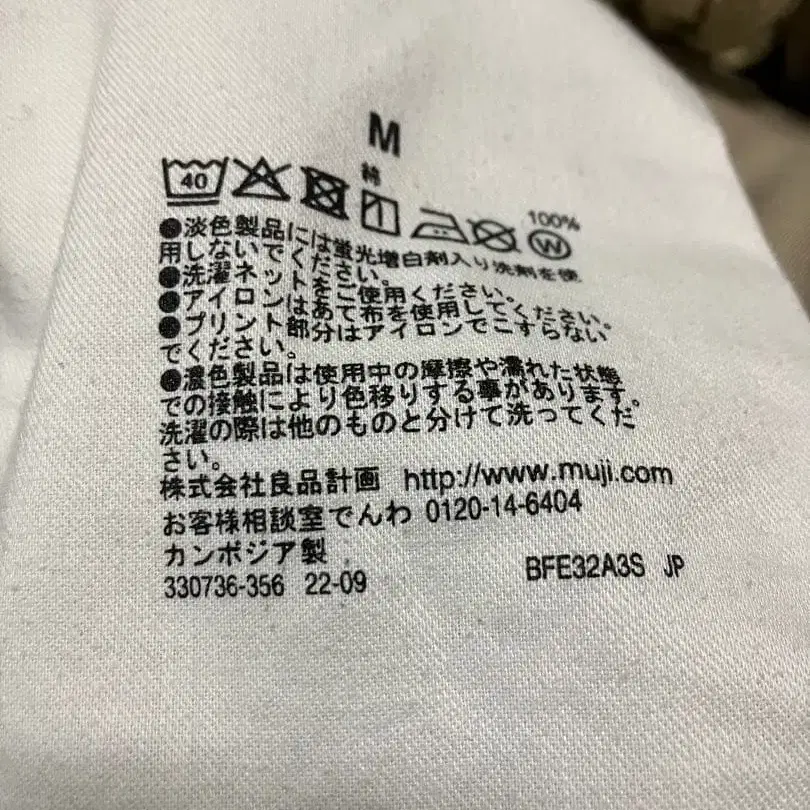 M
綿 100%
40
W
●淡色製品には蛍光増白剤入り洗剤を使
用しないでください。
●洗濯ネットをご使用ください。
●アイロンはあて布を使用してください。
●プリント部分はアイロンでこすらない
でください。
●濃色製品は使用中の摩擦や濡れた状態
での接触により色移りする事があります。
洗濯の際は他のものと分けて洗ってくだ
さい。
株式会社良品計画 http://www.muji.com
お客様相談室でんわ 0120-14-6404
カンボジア製
330736-356 22-09 BFE32A3S JP